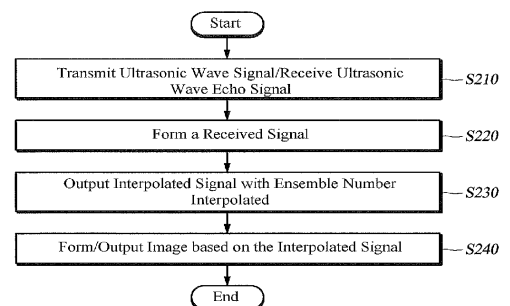 Start
Transmit Ultrasonic Wave Signal/Receive Ultrasonic
Wave Echo Signal
S210
Form a Received Signal
S220
Output Interpolated Signal with Ensemble Number
Interpolated
S230
Form/Output Image based on the Interpolated Signal
S240
End